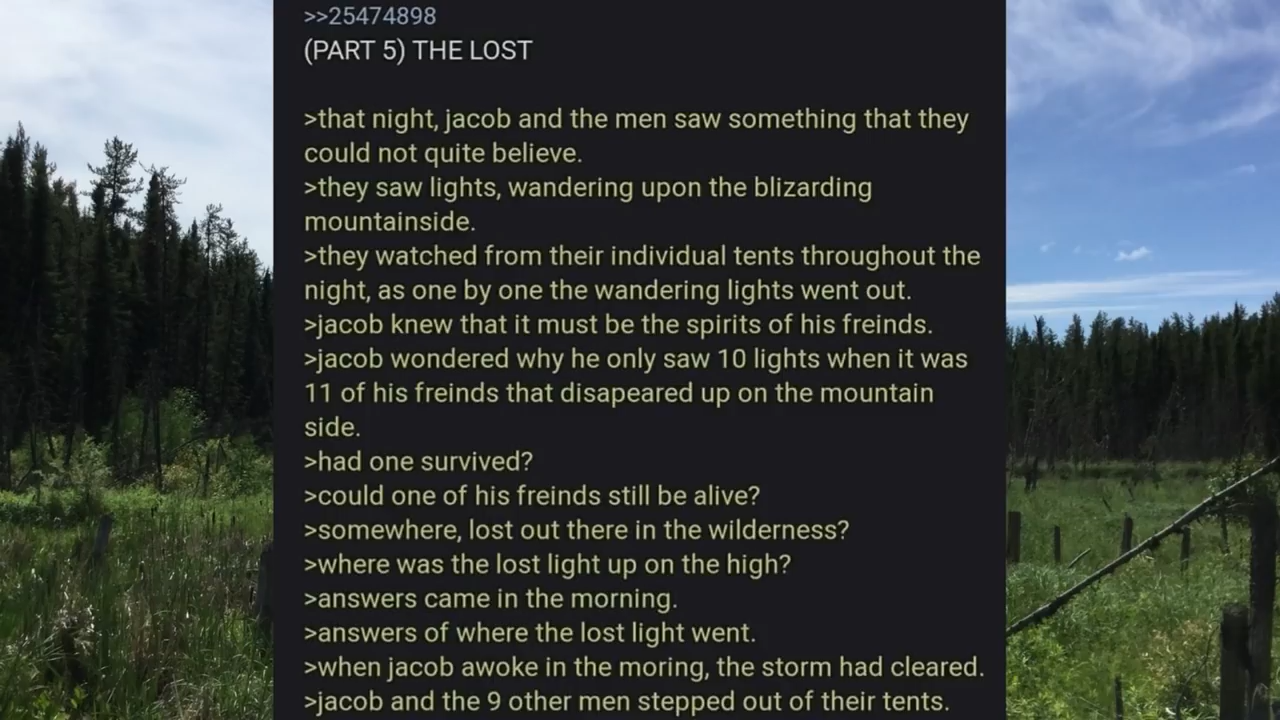 >>25474898
(PART 5) THE LOST
>that night, jacob and the men saw something that they
could not quite believe.
>they saw lights, wandering upon the blizarding
mountainside.
>they watched from their individual tents throughout the
night, as one by one the wandering lights went out.
>jacob knew that it must be the spirits of his freinds.
>jacob wondered why he only saw 10 lights when it was
11 of his freinds that disapeared up on the mountain
side.
>had one survived?
>could one of his freinds still be alive?
>somewhere, lost out there in the wilderness?
>where was the lost light up on the high?
>answers came in the morning.
>answers of where the lost light went.
>when jacob awoke in the moring, the storm had cleared.
>jacob and the 9 other men stepped out of their tents.